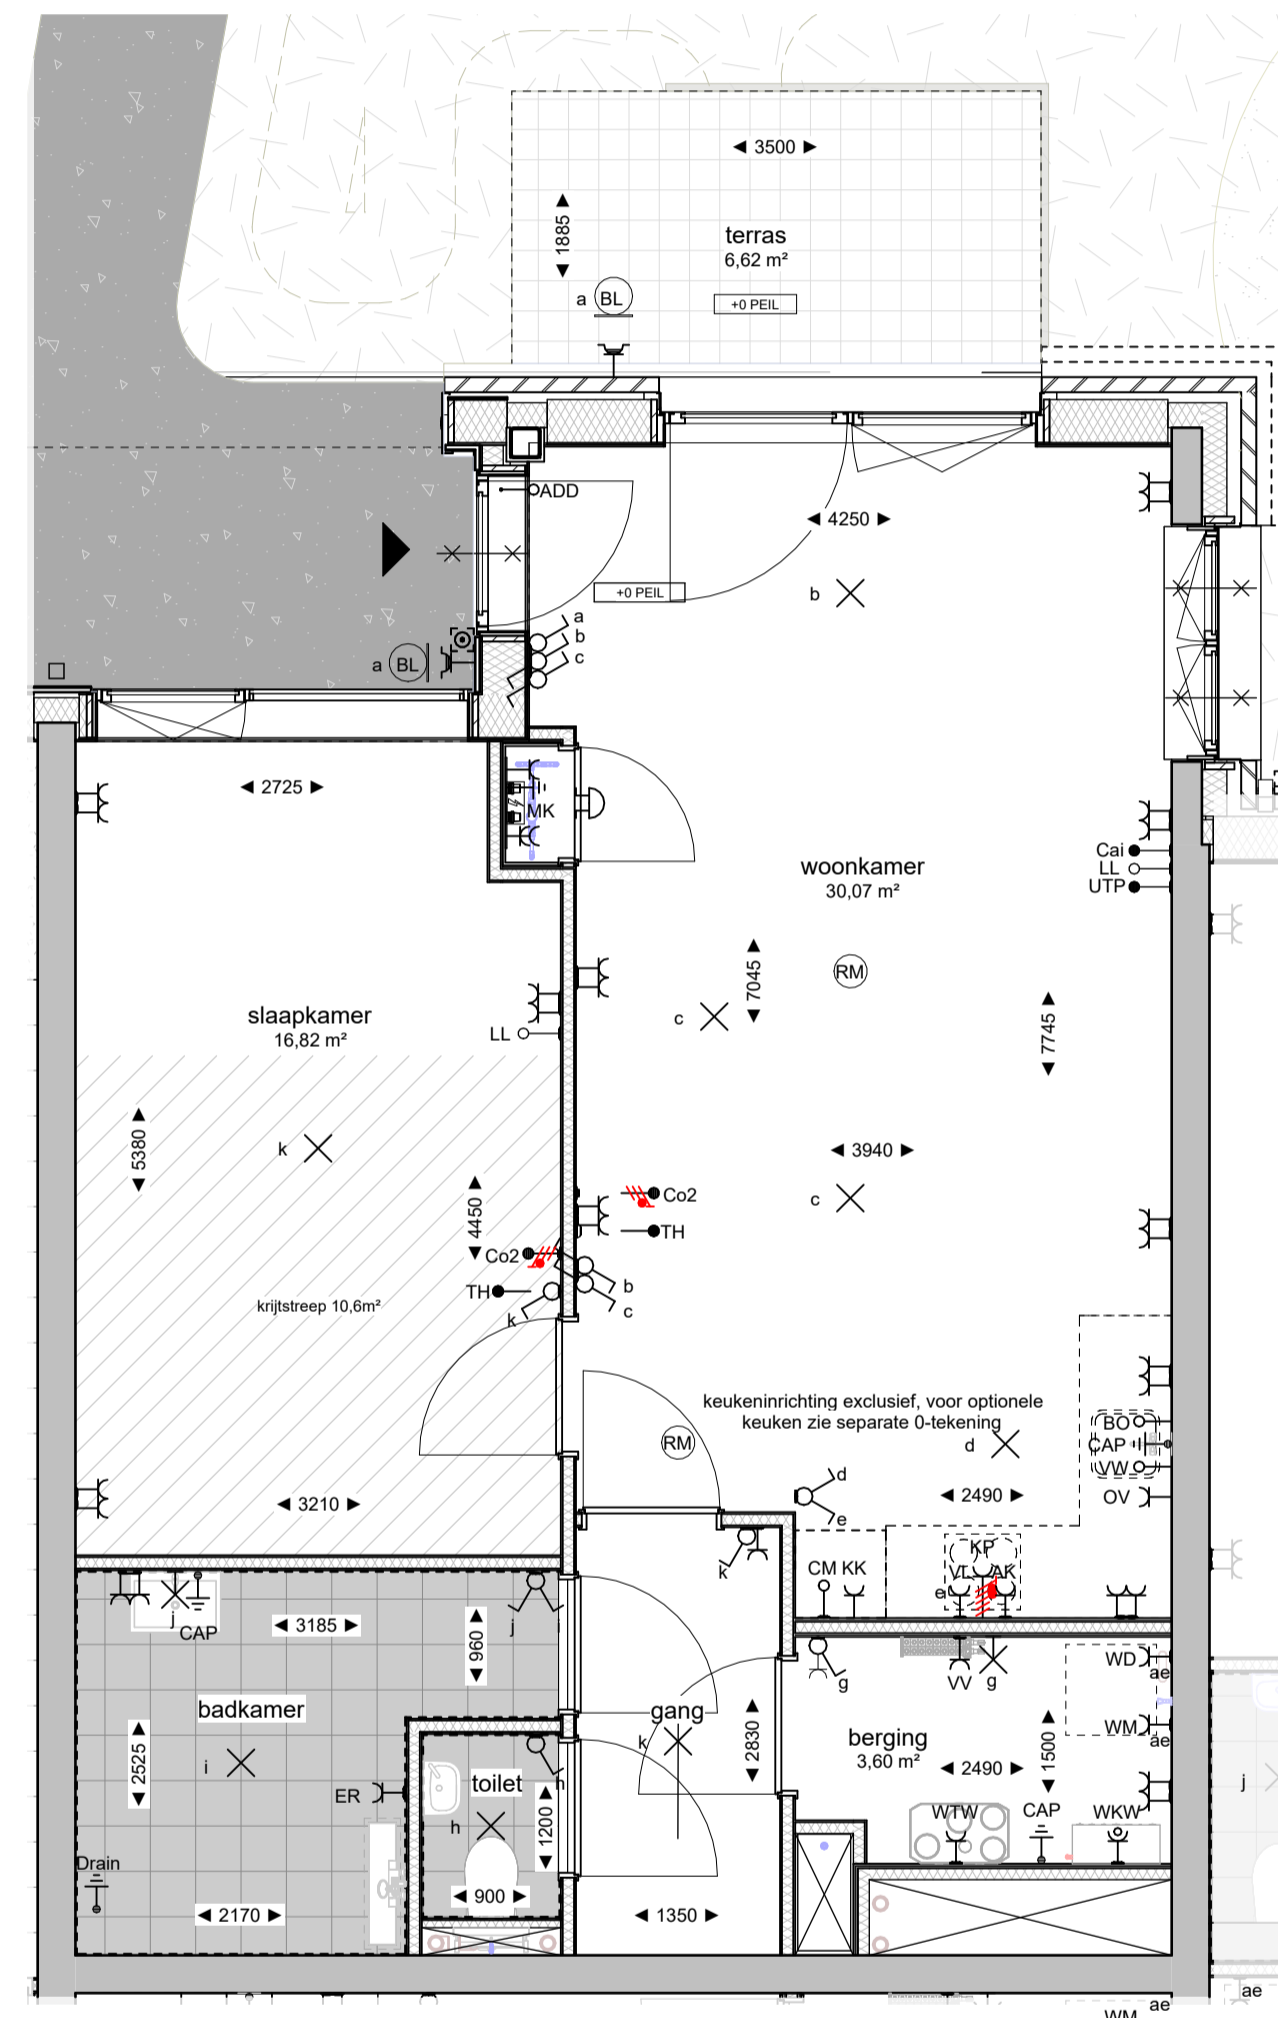 ◄ 3500 ►
1885
terras
6,62 m²
a BL
+0 PEIL
ADD
◄ 4250 ►
+0 PEIL
b
a
b
c
a BL
◄ 2725 ►
MK
woonkamer
30,07 m²
Cai
LL
UTP
RM
7045
7745
c
slaapkamer
16,82 m²
LL
5380
k
4450
◄ 3940 ►
Co2
c
TH
Co2
TH
b
c
k
krijtstreep 10,6m²
keukeninrichting exclusief, voor optionele
keuken zie separate 0-tekening
RM
d
BO
CAP
VW
OV
d
e
◄ 2490 ►
◄ 3210 ►
k
CM KK
KP
VL AK
e
j
CAP
◄ 3185 ►
j
i
960
g
VV
g
WD
ae
WM
ae
badkamer
gang
k
2830
berging
3,60 m²
1500
◄ 2490 ►
2525
i
ER
toilet
h
h
1200
WTW
CAP
WKW
j
Drain
◄ 900 ►
◄ 2170 ►
◄ 1350 ►
ae
ae
WM